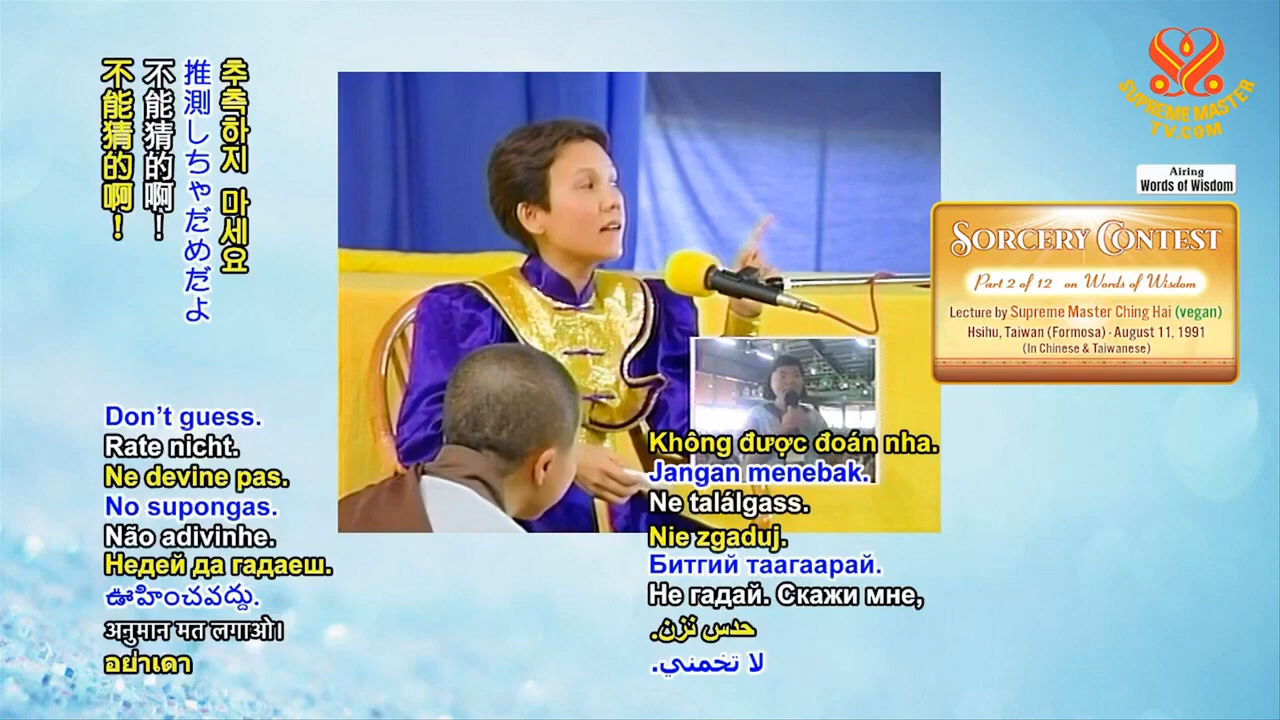 추측하지 마세요
推測しちゃだめだよ
不能猜的啊！
不能猜的啊！
SUPREME MASTER
TV.COM
Airing
Words of Wisdom
SORCERY CONTEST
Part 2 of 12 on Words of Wisdom
Lecture by Supreme Master Ching Hai (vegan)
Hsihu, Taiwan (Formosa) - August 11, 1991
(In Chinese & Taiwanese)
Don't guess.
Rate nicht.
Ne devine pas.
No supongas.
Não adivinhe.
Недей да гадаеш.
ఊహించవద్దు.
अनुमान मत लगाओ।
อย่าเดา
Không được đoán nha.
Jangan menebak.
Ne találgass.
Nie zgaduj.
Битгий таагаарай.
Не гадай. Скажи мне,
حدس نزن.
لا تخمني.